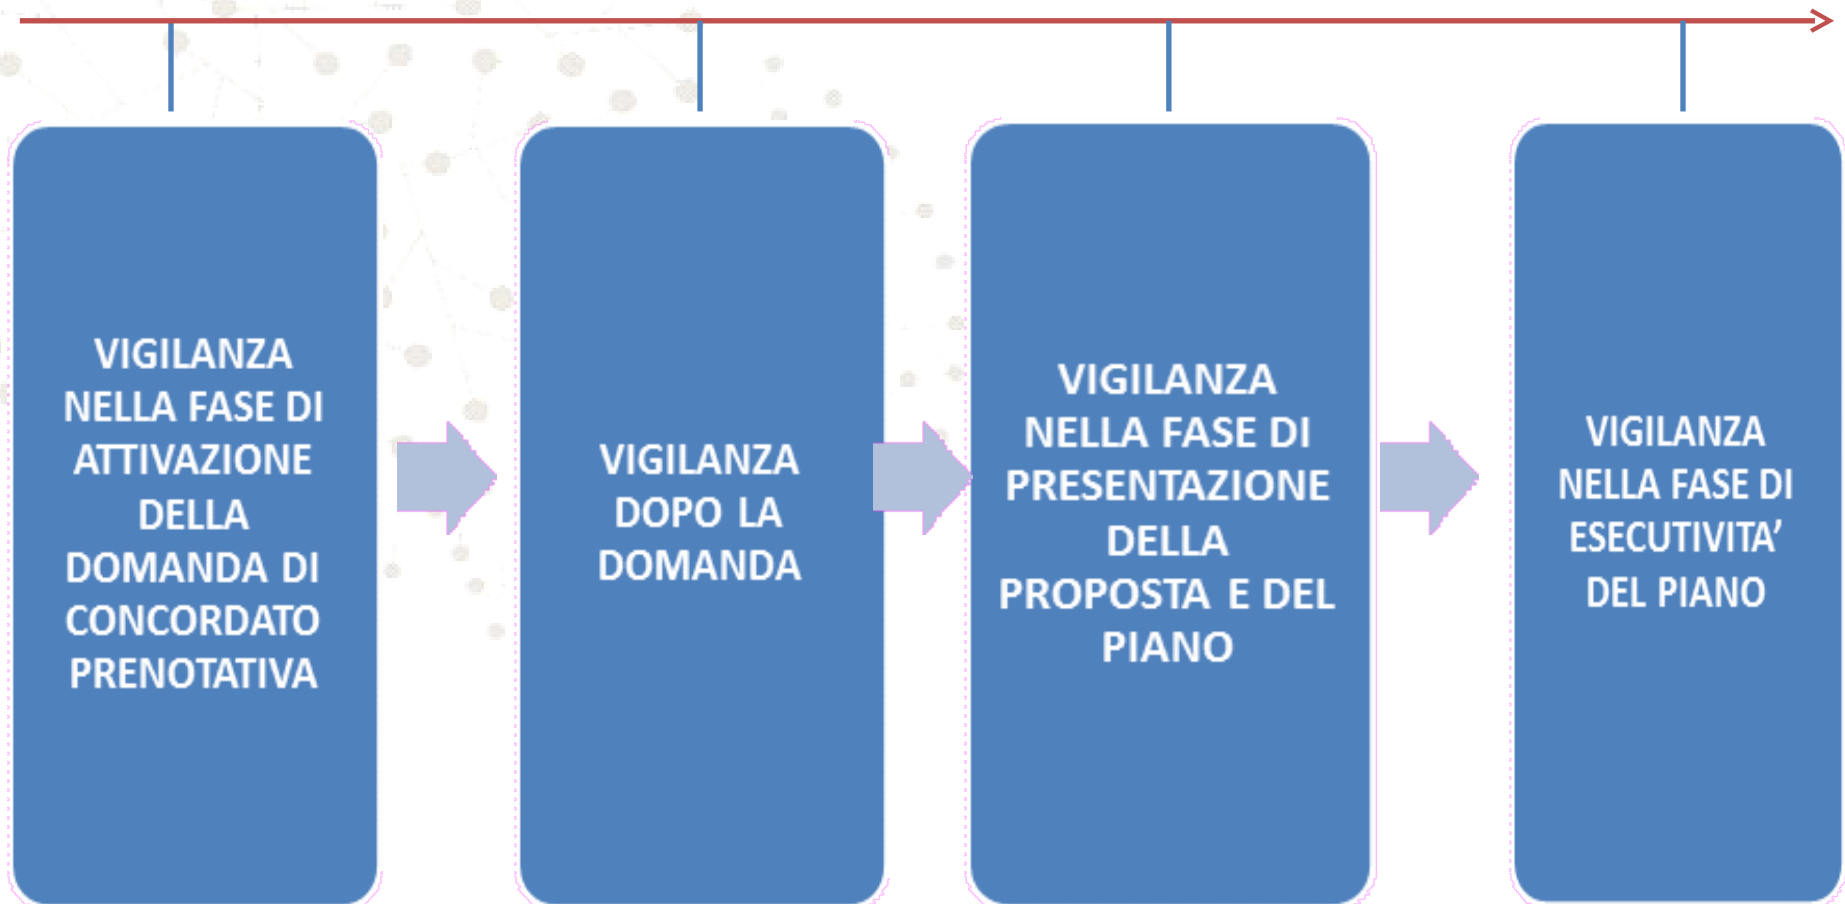 VIGILANZA
NELLA FASE DI
ATTIVAZIONE
DELLA
DOMANDA DI
CONCORDATO
PRENOTATIVA
VIGILANZA
DOPO LA
DOMANDA
VIGILANZA
NELLA FASE DI
PRESENTAZIONE
DELLA
PROPOSTA E DEL
PIANO
VIGILANZA
NELLA FASE DI
ESECUTIVITA’
DEL PIANO